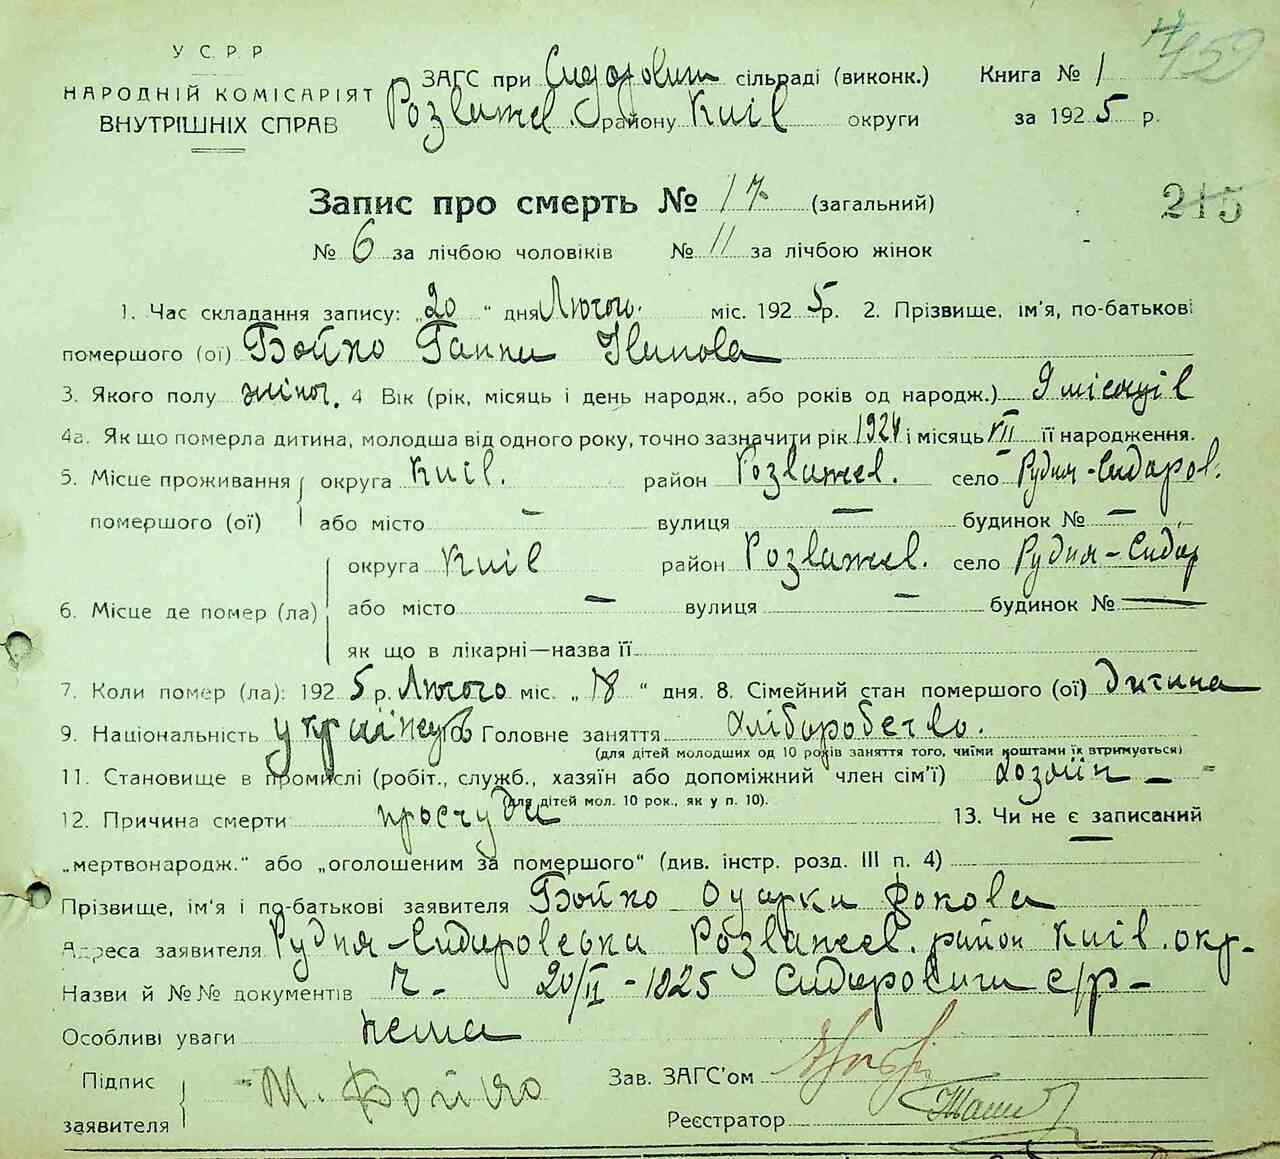 У С. Р. Р.
НАРОДНІЙ КОМІСАРІЯТ
ВНУТРІШНІХ СПРАВ
ЗАГС при Сидорович сільраді (виконк.)
Розважев. району Київ округи
Книга № 1
за 1925 р.
215
Запис про смерть № 17 (загальний)
№ 6 за лічбою чоловіків № 11 за лічбою жінок
1. Час складання запису: „20“ дня Лютого міс. 1925 р. 2. Прізвище, ім'я, по-батькові
помершого (ої) Бойко Ганки Іванова
3. Якого полу жіноч. 4 Вік (рік, місяць і день народж., або років од народж.) 9 місяців
4а. Як що померла дитина, молодша від одного року, точно зазначити рік 1924 і місяць VII її народження.
5. Місце проживання округа Київ. район Розважев. село Рудня-Сидоров.
помершого (ої) або місто – вулиця — будинок № —
округа Київ район Розважев. село Рудня-Сидор
6. Місце де помер (ла) або місто — вулиця — будинок № —
як що в лікарні—назва її
7. Коли помер (ла): 1925 р. Лютого міс. „18“ дня. 8. Сімейний стан помершого (ої) Дитина
9. Національність Головне заняття Хліборобство.
(для дітей молодших од 10 років заняття того, чиїми коштами їх втримується)
11. Становище в промислі (робіт., служб., хазяїн або допоміжний член сім'ї) Хозяїн —
(для дітей мол. 10 рок., як у п. 10).
12. Причина смерти простуди 13. Чи не є записаний
„мертвонародж.“ або „оголошеним за помершого“ (див. інстр. розд. III п. 4) —
Прізвище, ім'я і по-батькові заявителя Бойко Одарки Фокова
Адреса заявителя Рудня-Сидоровська Розважев. район Київ. окр-
Назви й №№ документів Ч. 20/II - 1925 Сидоровичи с/р-
Особливі уваги нема
Підпис
заявителя М. Бойко
Зав. ЗАГС'ом
Реєстратор